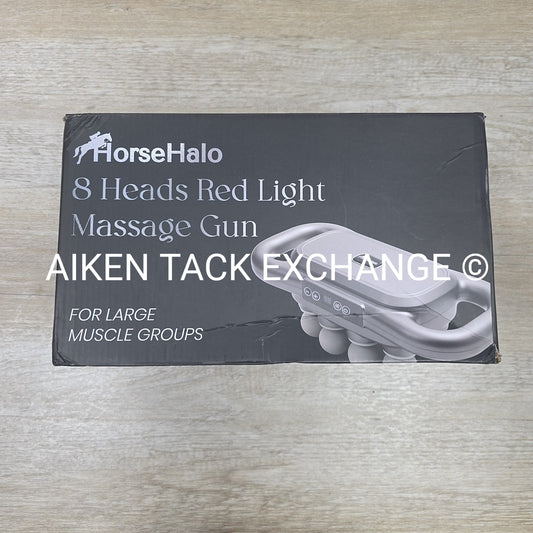 HorseHalo
8 Heads Red Light
Massage Gun
AIKEN TACK EXCHANGE ©
FOR LARGE
MUSCLE GROUPS